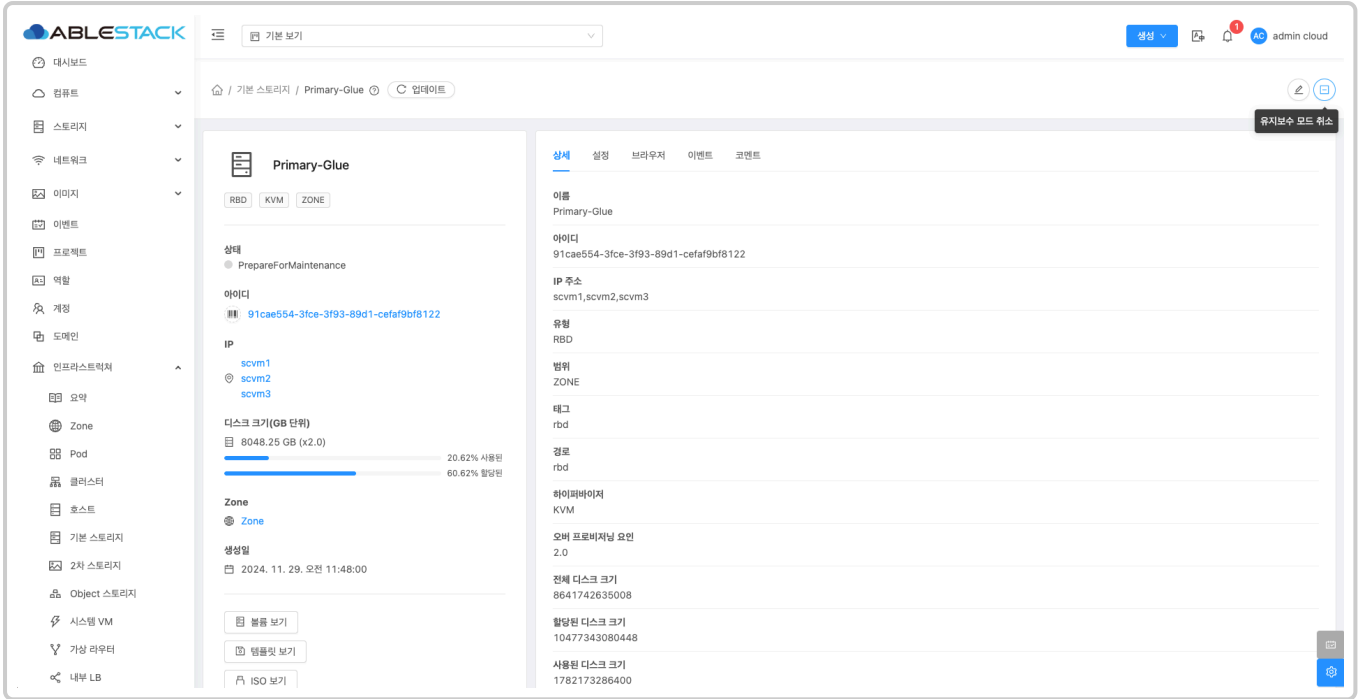 ABLESTACK
기본 보기
생성
1
AC
admin cloud
대시보드
컴퓨트
스토리지
네트워크
이미지
이벤트
프로젝트
역할
계정
도메인
인프라스트럭쳐
요약
Zone
Pod
클러스터
호스트
기본 스토리지
2차 스토리지
Object 스토리지
시스템 VM
가상 라우터
내부 LB
/ 기본 스토리지 / Primary-Glue
업데이트
유지보수 모드 취소
Primary-Glue
RBD KVM ZONE
상태
PrepareForMaintenance
아이디
91cae554-3fce-3f93-89d1-cefaf9bf8122
IP
scvm1
scvm2
scvm3
디스크 크기(GB 단위)
8048.25 GB (x2.0)
20.62% 사용된
60.62% 할당된
Zone
Zone
생성일
2024. 11. 29. 오전 11:48:00
볼륨 보기
템플릿 보기
ISO 보기
상세 설정 브라우저 이벤트 코멘트
이름
Primary-Glue
아이디
91cae554-3fce-3f93-89d1-cefaf9bf8122
IP 주소
scvm1,scvm2,scvm3
유형
RBD
범위
ZONE
태그
rbd
경로
rbd
하이퍼바이저
KVM
오버 프로비저닝 요인
2.0
전체 디스크 크기
8641742635008
할당된 디스크 크기
10477343080448
사용된 디스크 크기
1782173286400